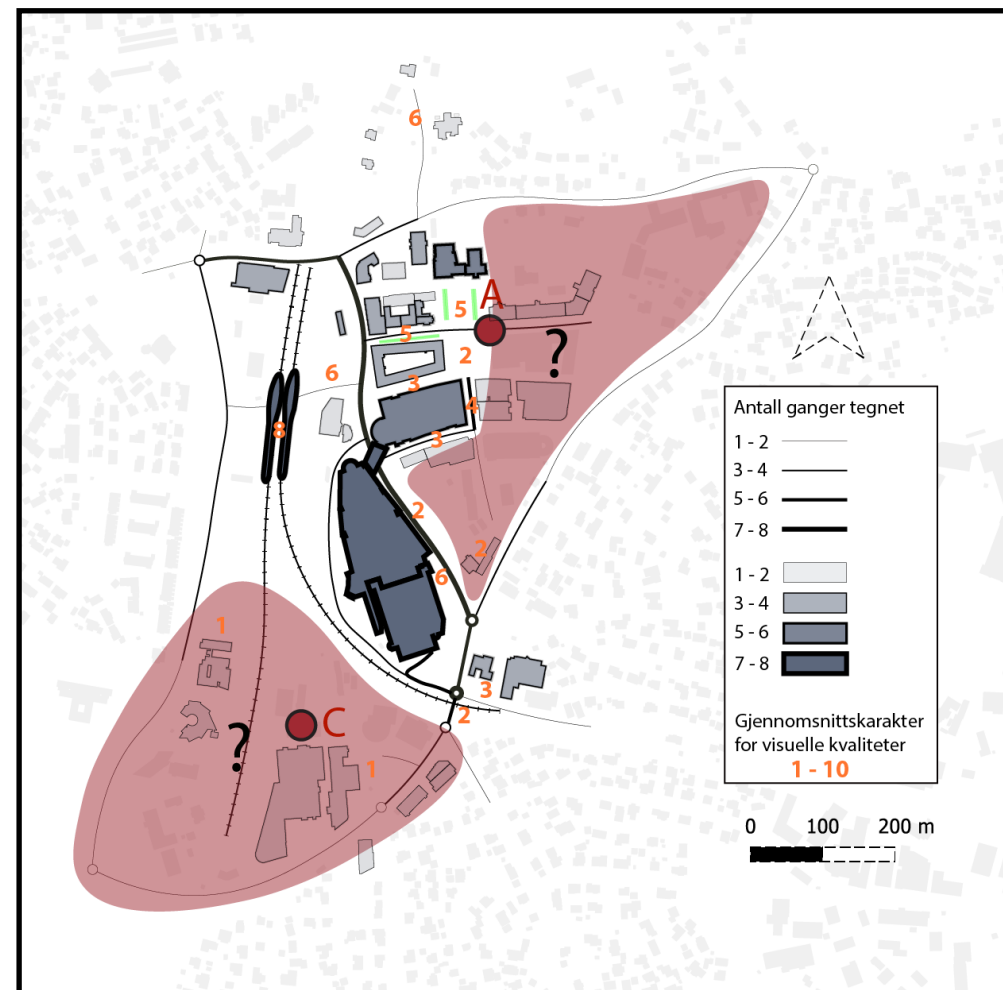 6
A
5
5
2
?
6
3
4
8
3
2
2
6
1
3
2
C
?
1
Antall ganger tegnet
1 - 2
3 - 4
5 - 6
7 - 8
1 - 2
3 - 4
5 - 6
7 - 8
Gjennomsnittskarakter
for visuelle kvaliteter
1 - 10
0 100 200 m